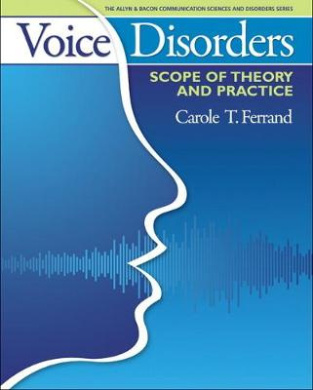 THE ALLYN & BACON COMMUNICATION SCIENCES AND DISORDERS SERIES
Voice Disorders
SCOPE OF THEORY
AND PRACTICE
Carole T. Ferrand